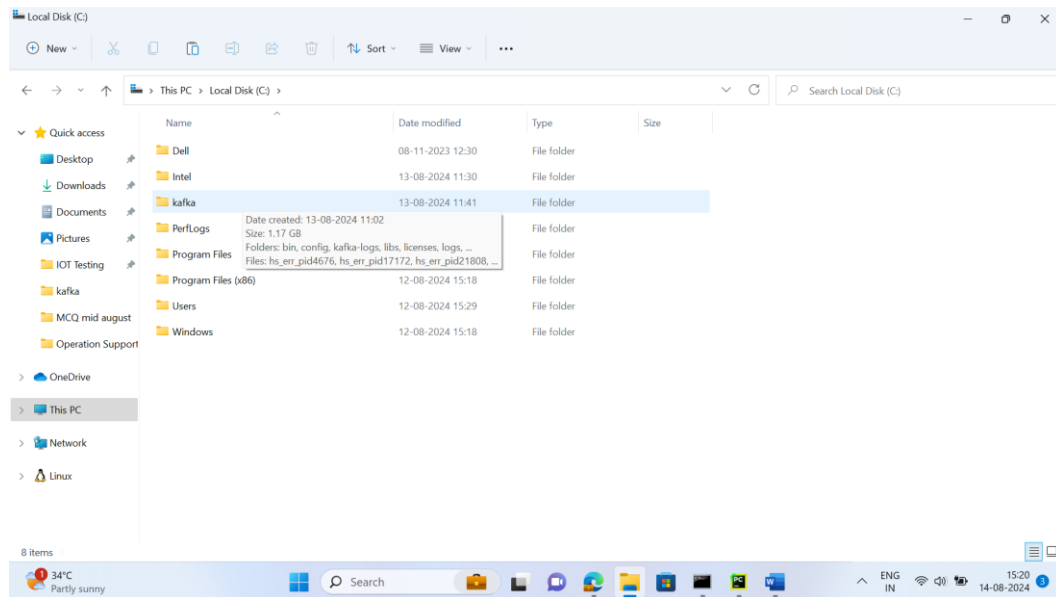 Local Disk (C:)
New
Sort
View
This PC > Local Disk (C:) >
Search Local Disk (C:)
Name Date modified Type Size
Quick access
Desktop
Downloads
Documents
Pictures
IOT Testing
kafka
MCQ mid august
Operation Support
OneDrive
This PC
Network
Linux
Dell 08-11-2023 12:30 File folder
Intel 13-08-2024 11:30 File folder
kafka 13-08-2024 11:41 File folder
PerfLogs File folder
Program Files File folder
Program Files (x86) 12-08-2024 15:18 File folder
Users 12-08-2024 15:29 File folder
Windows 12-08-2024 15:18 File folder
Date created: 13-08-2024 11:02
Size: 1.17 GB
Folders: bin, config, kafka-logs, libs, licenses, logs, ...
Files: hs_err_pid4676, hs_err_pid17172, hs_err_pid21808, ...
8 items
1
34°C
Partly sunny
Search
PC
W
ENG
IN
15:20
14-08-2024
3